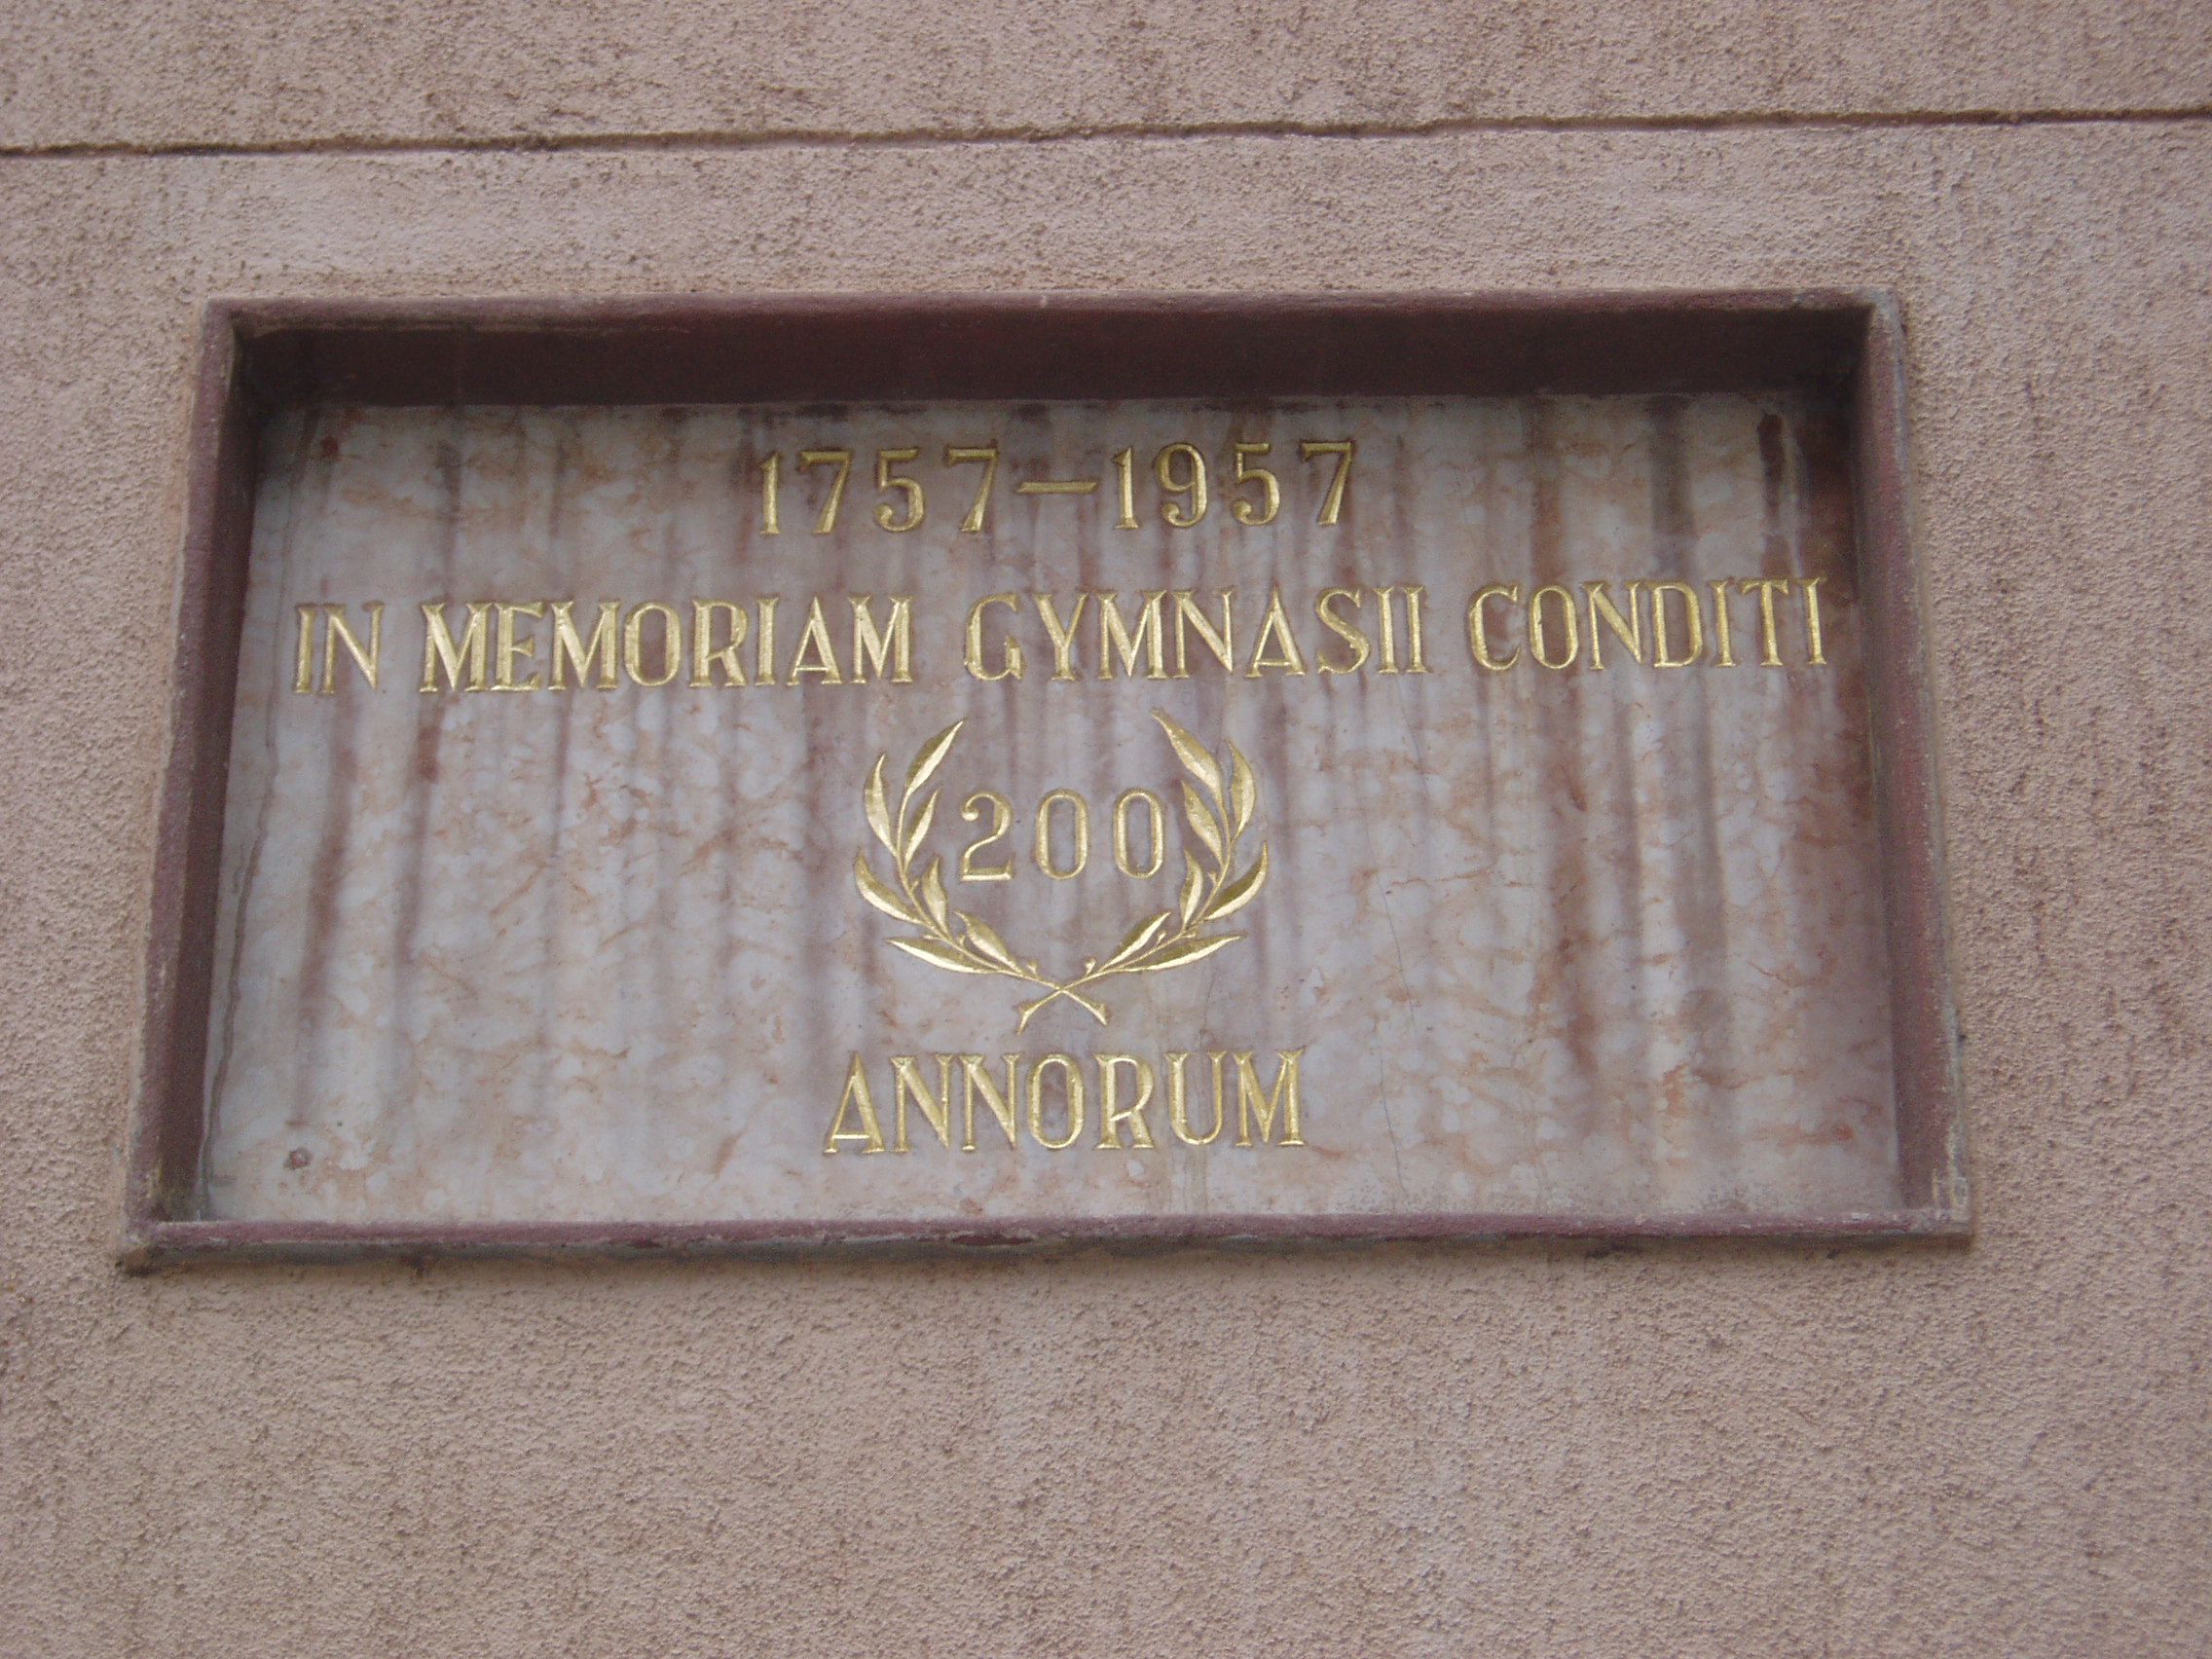 1757-1957
IN MEMORIAM GYMNASII CONDITI
200
ANNORUM